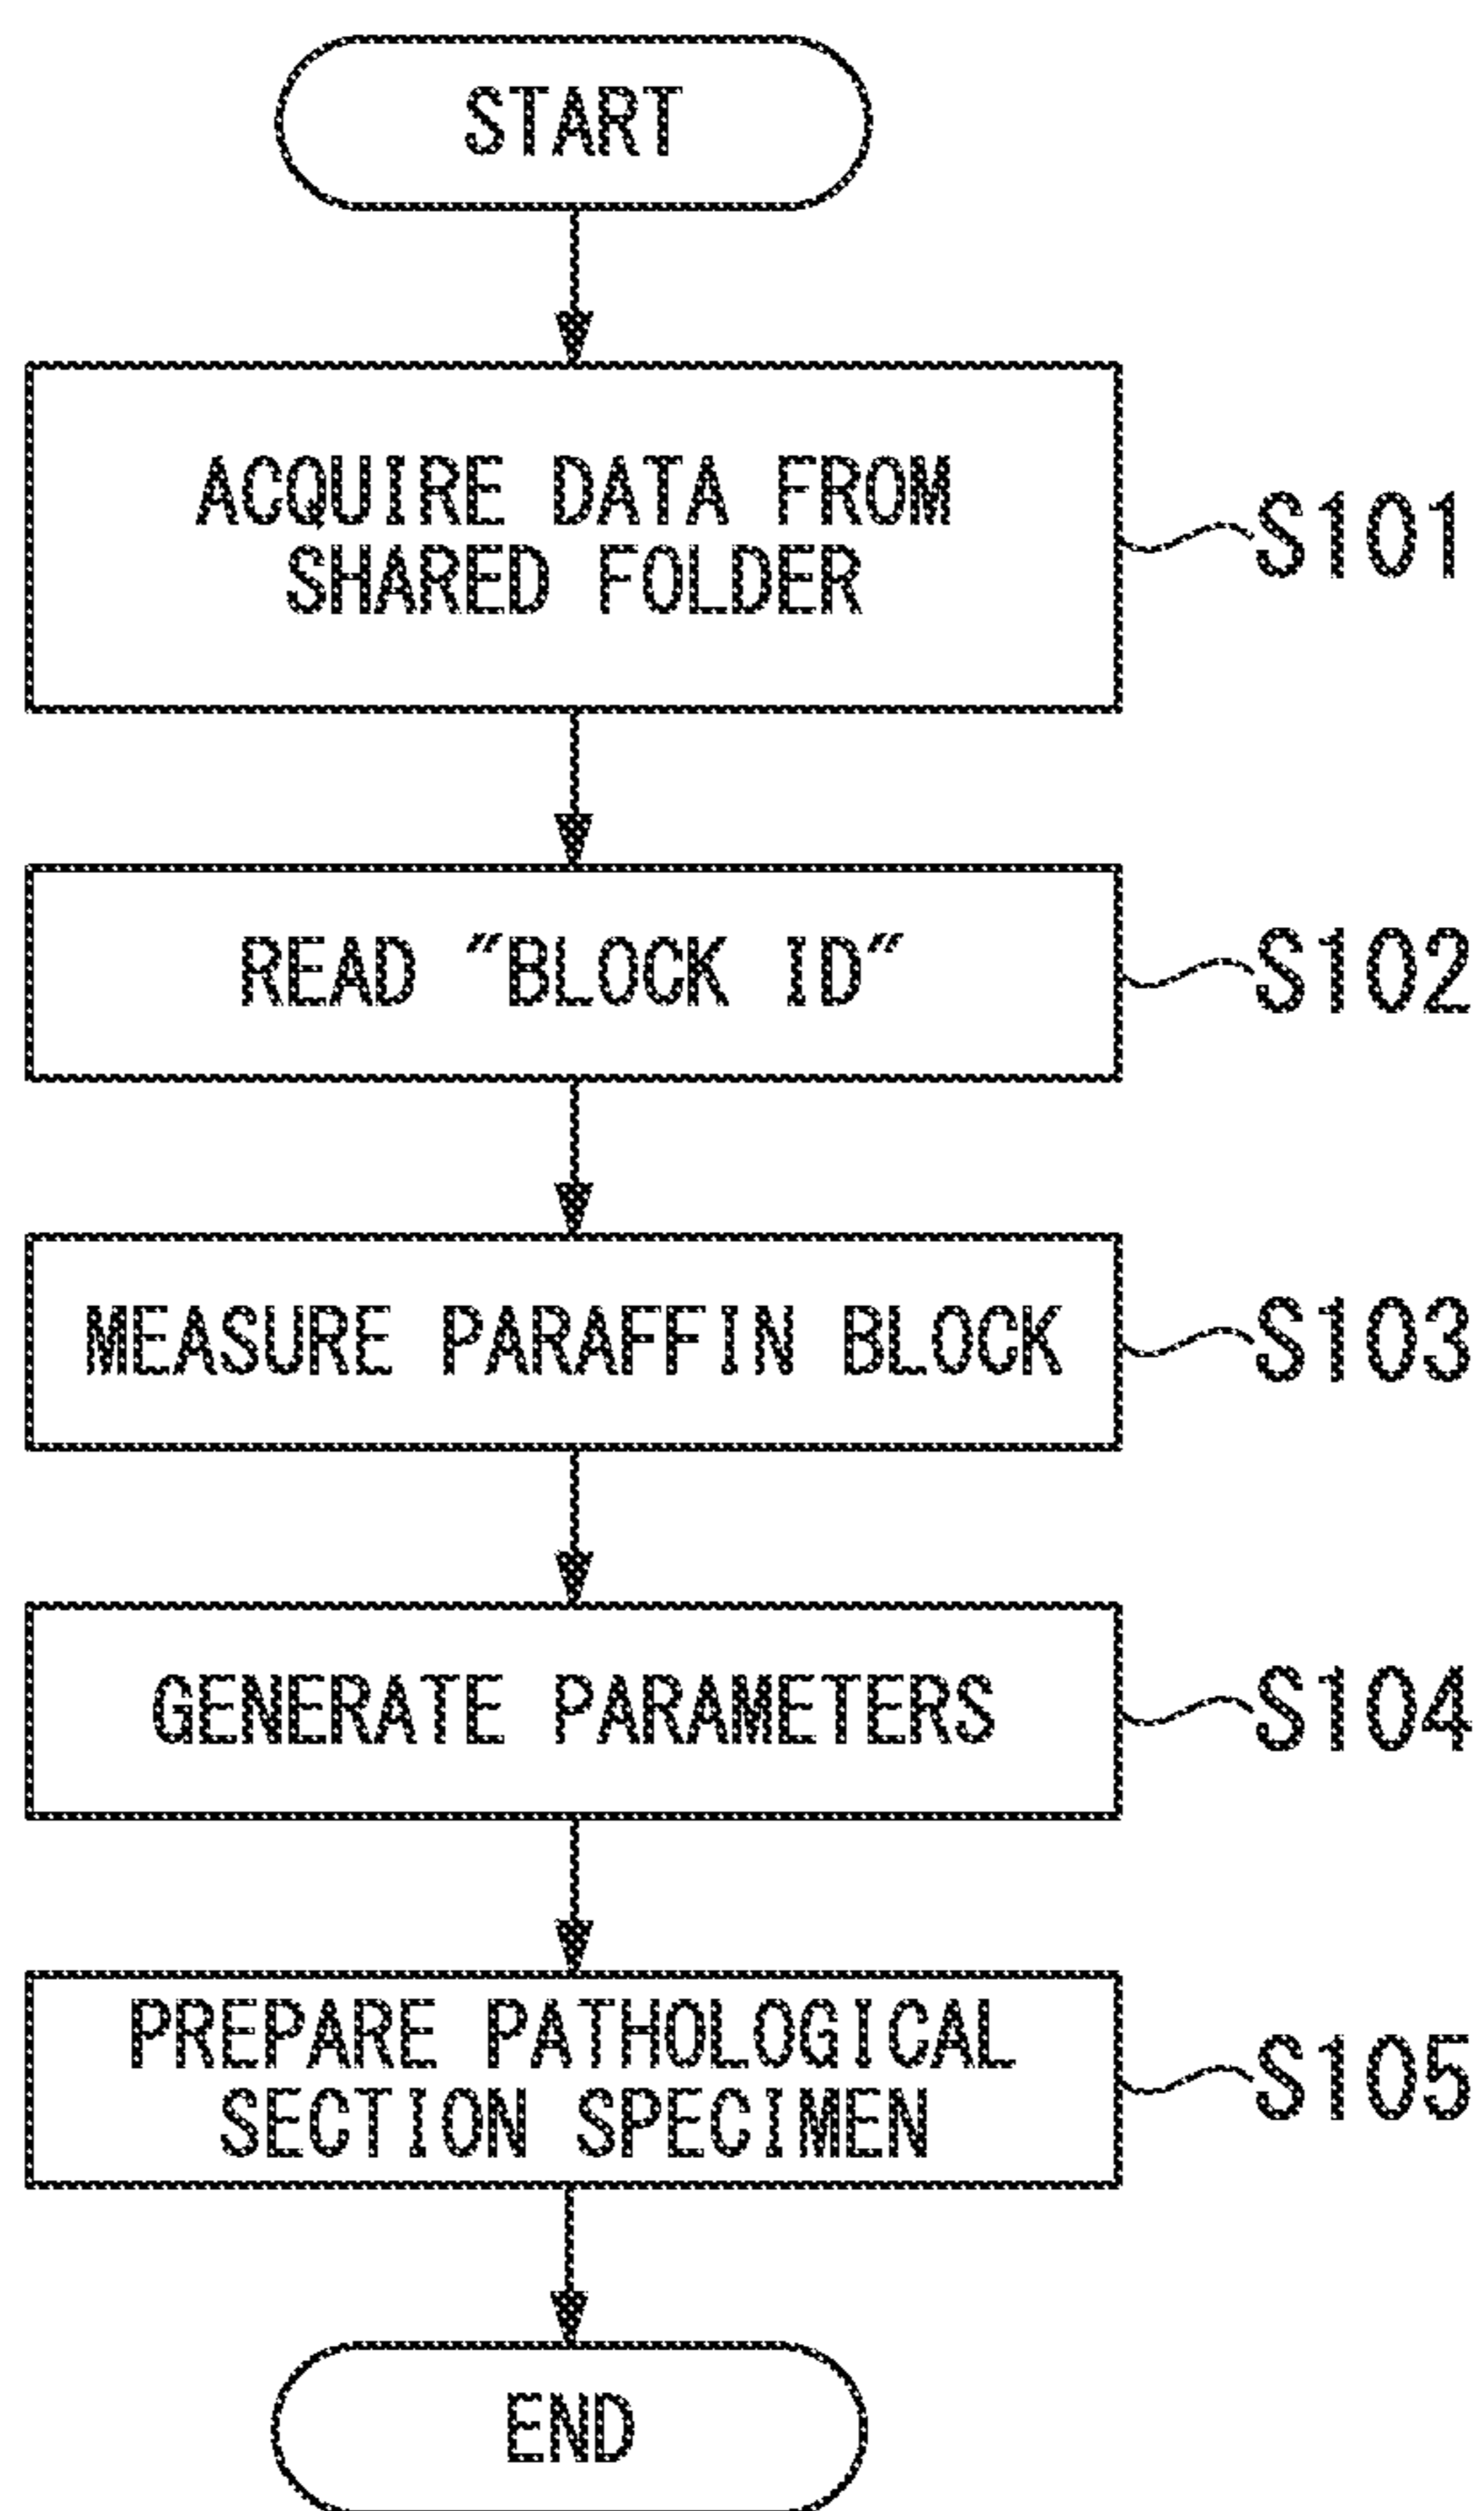 START
ACQUIRE DATA FROM
SHARED FOLDER
S101
READ "BLOCK ID"
S102
MEASURE PARAFFIN BLOCK
S103
GENERATE PARAMETERS
S104
PREPARE PATHOLOGICAL
SECTION SPECIMEN
S105
END